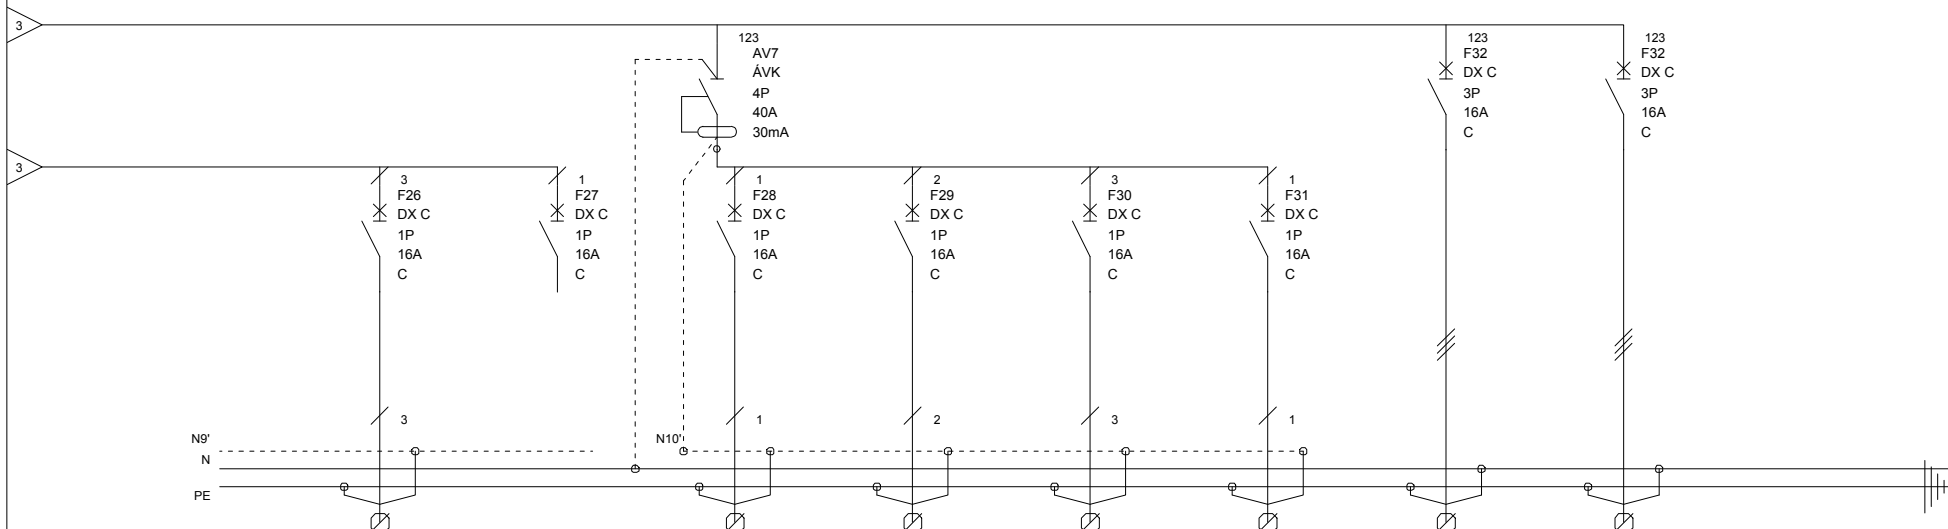 3
123
AV7
ÁVK
4P
40A
30mA
123
F32
DX C
3P
16A
C
123
F32
DX C
3P
16A
C
3
3
F26
DX C
1P
16A
C
1
F27
DX C
1P
16A
C
1
F28
DX C
1P
16A
C
2
F29
DX C
1P
16A
C
3
F30
DX C
1P
16A
C
1
F31
DX C
1P
16A
C
3
1
2
3
1
N9'
N10'
N
PE